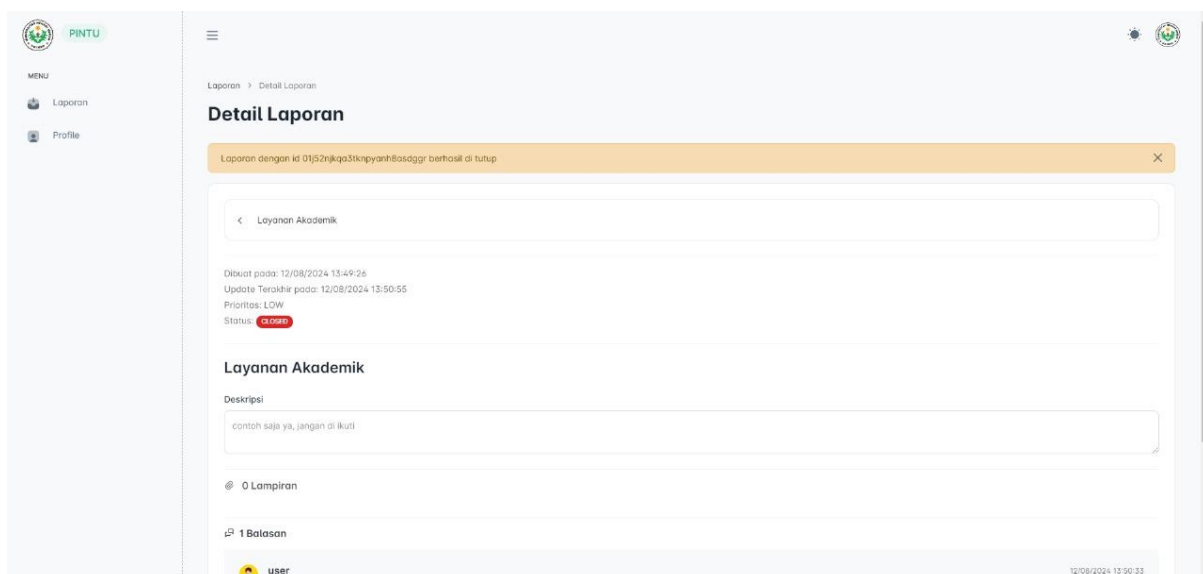 PINTU
MENU
Laporan
Profile
Laporan > Detail Laporan
Detail Laporan
Laporan dengan id 01j52njkqa3tknpyanh8asdggr berhasil di tutup
Layanan Akademik
Dibuat pada: 12/08/2024 13:49:26
Update Terakhir pada: 12/08/2024 13:50:55
Prioritas: LOW
Status: CLOSED
Layanan Akademik
Deskripsi
contoh saja ya, jangan di ikuti
0 Lampiran
1 Balasan
user
12/08/2024 13:50:33